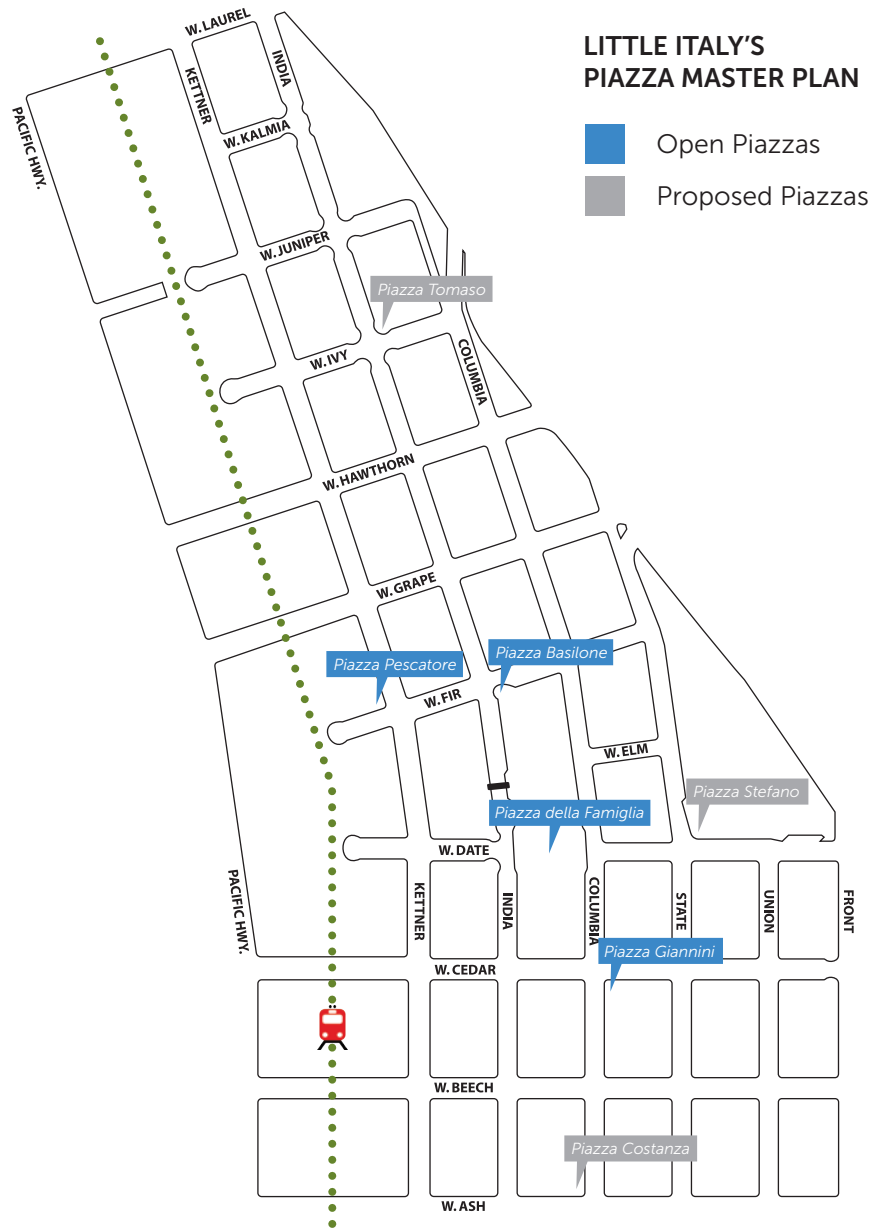 LITTLE ITALY'S
PIAZZA MASTER PLAN
Open Piazzas
Proposed Piazzas
W. LAUREL
KETTNER
INDIA
PACIFIC HWY.
W. KALMIA
W. JUNIPER
Piazza Tomaso
W. IVY
COLUMBIA
W. HAWTHORN
W. GRAPE
Piazza Pescatore
Piazza Basilone
W. FIR
W. ELM
Piazza Stefano
Piazza della Famiglia
W. DATE
PACIFIC HWY.
KETTNER
INDIA
COLUMBIA
STATE
UNION
FRONT
Piazza Giannini
W. CEDAR
W. BEECH
Piazza Costanza
W. ASH